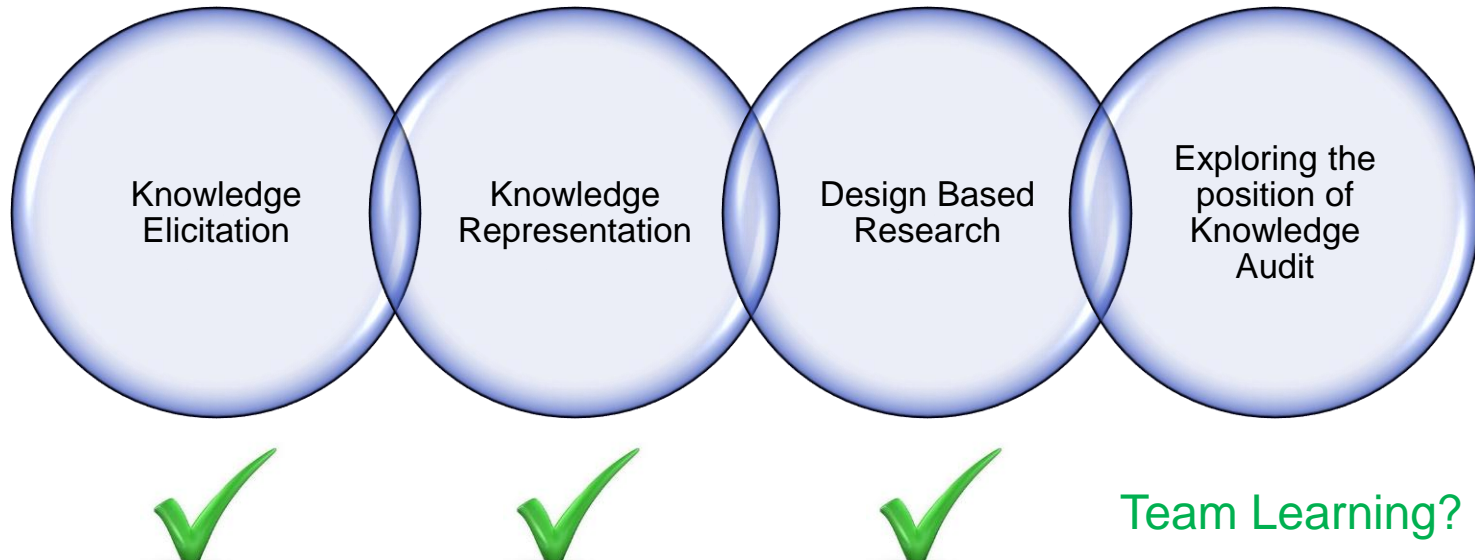 Knowledge
Elicitation
Knowledge
Representation
Design Based
Research
Exploring the
position of
Knowledge
Audit
Team Learning?